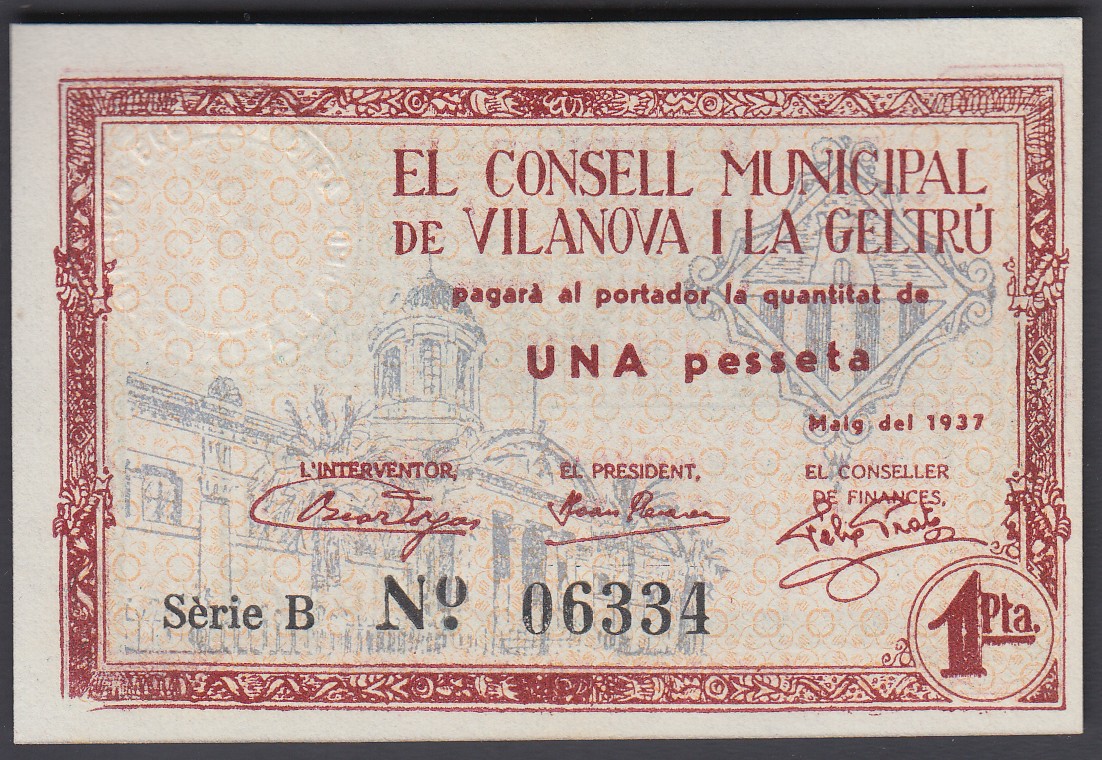 EL CONSELL MUNICIPAL
DE VILANOVA I LA GELTRÚ
pagarà al portador la quantitat de
UNA pesseta
Maig del 1937
L'INTERVENTOR,
EL PRESIDENT,
EL CONSELLER
DE FINANCES,
Sèrie B Nº 06334
1 Pta.